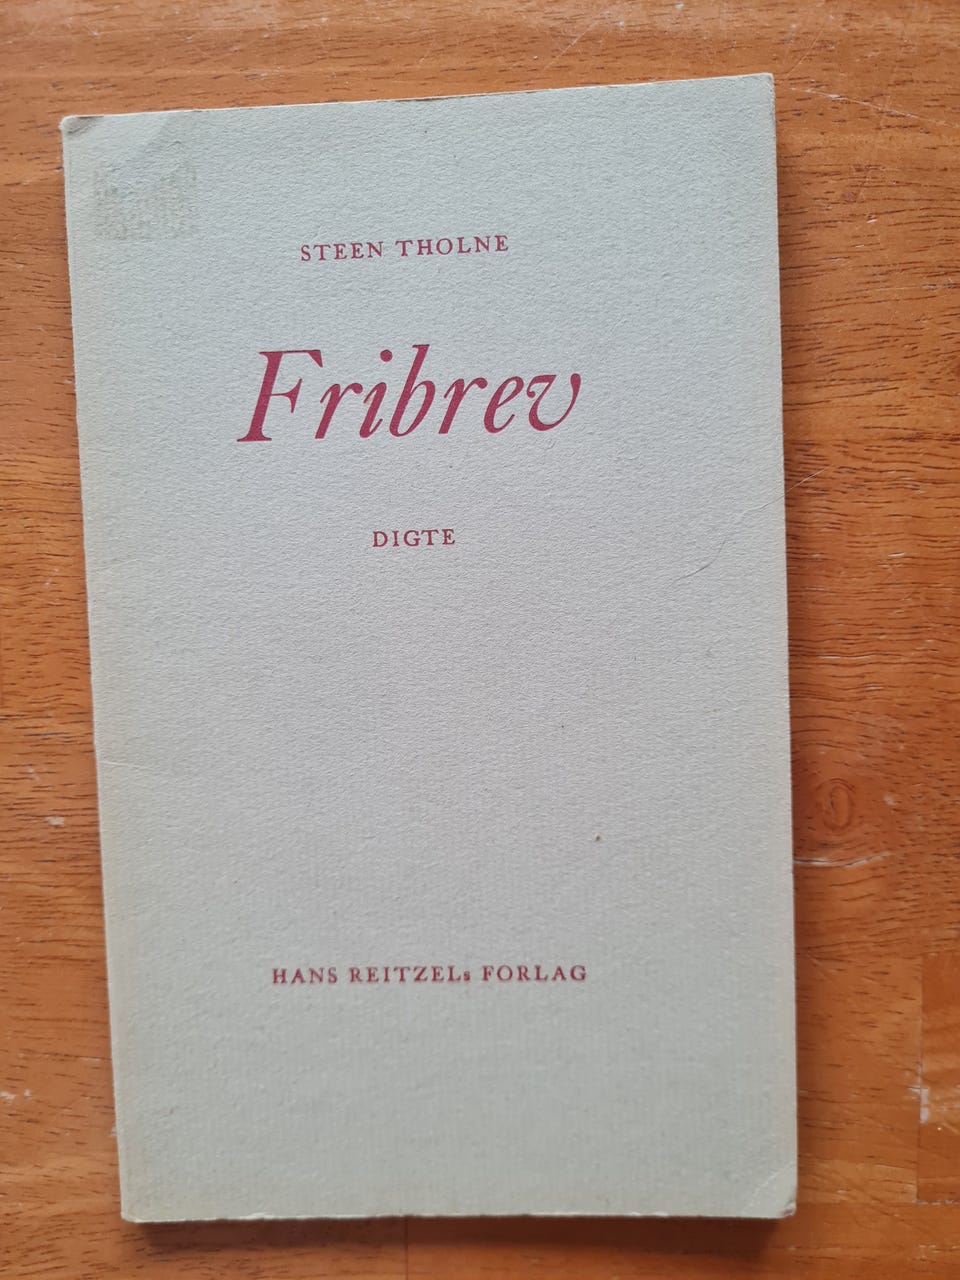 STEEN THOLNE
Fribrev
DIGTE
HANS REITZELs FORLAG